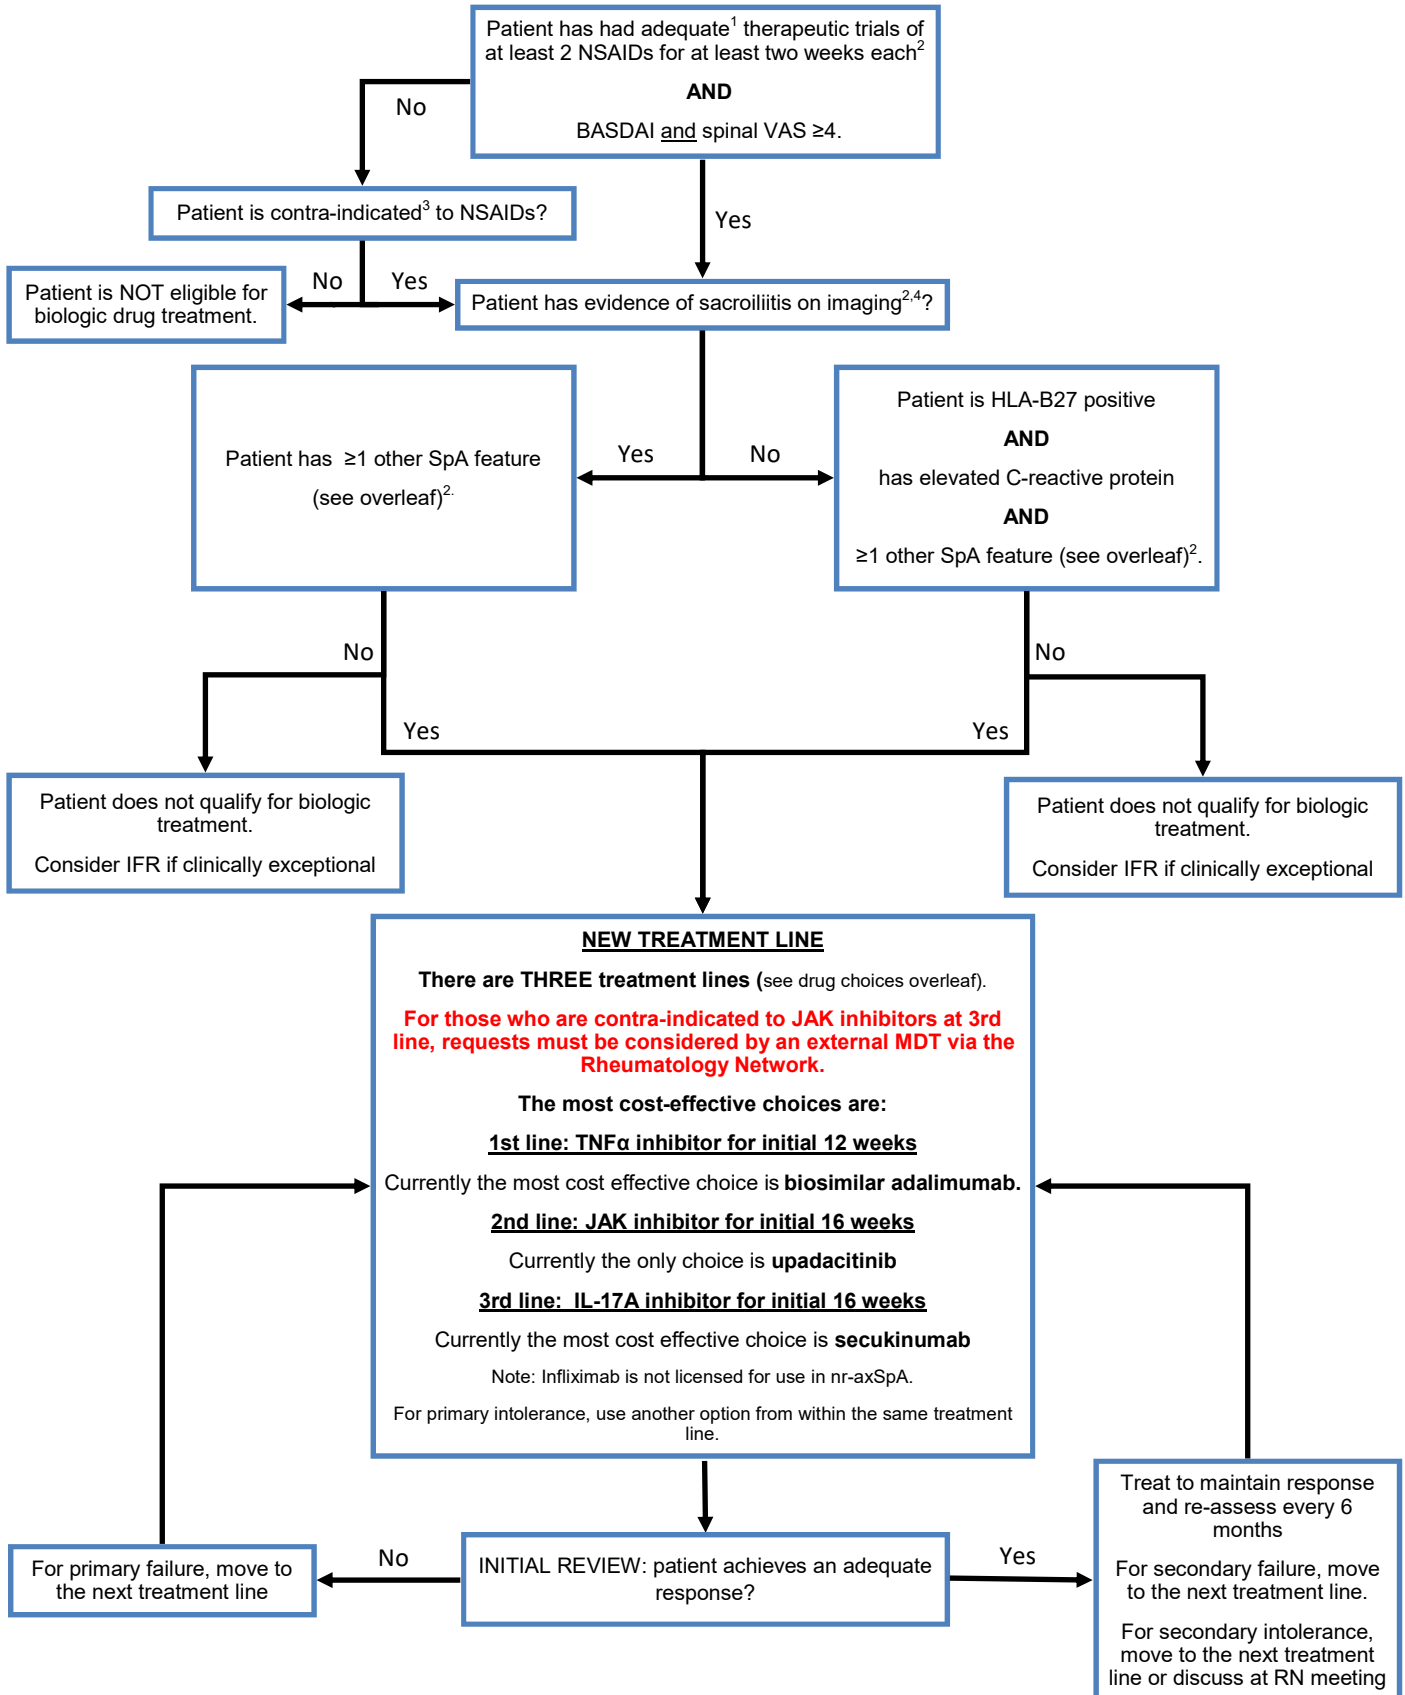 Patient has had adequate1 therapeutic trials of
at least 2 NSAIDs for at least two weeks each2
AND
BASDAI and spinal VAS ≥4.
No
Yes
Patient is contra-indicated3 to NSAIDs?
No
Yes
Patient is NOT eligible for
biologic drug treatment.
Patient has evidence of sacroiliitis on imaging2,4?
Yes
No
Patient has ≥1 other SpA feature
(see overleaf)2.
Patient is HLA-B27 positive
AND
has elevated C-reactive protein
AND
≥1 other SpA feature (see overleaf)2.
No
Yes
Yes
No
Patient does not qualify for biologic
treatment.
Consider IFR if clinically exceptional
Patient does not qualify for biologic
treatment.
Consider IFR if clinically exceptional
NEW TREATMENT LINE
There are THREE treatment lines (see drug choices overleaf).
For those who are contra-indicated to JAK inhibitors at 3rd
line, requests must be considered by an external MDT via the
Rheumatology Network.
The most cost-effective choices are:
1st line: TNFα inhibitor for initial 12 weeks
Currently the most cost effective choice is biosimilar adalimumab.
2nd line: JAK inhibitor for initial 16 weeks
Currently the only choice is upadacitinib
3rd line: IL-17A inhibitor for initial 16 weeks
Currently the most cost effective choice is secukinumab
Note: Infliximab is not licensed for use in nr-axSpA.
For primary intolerance, use another option from within the same treatment
line.
INITIAL REVIEW: patient achieves an adequate
response?
No
Yes
For primary failure, move to
the next treatment line
Treat to maintain response
and re-assess every 6
months
For secondary failure, move
to the next treatment line.
For secondary intolerance,
move to the next treatment
line or discuss at RN meeting